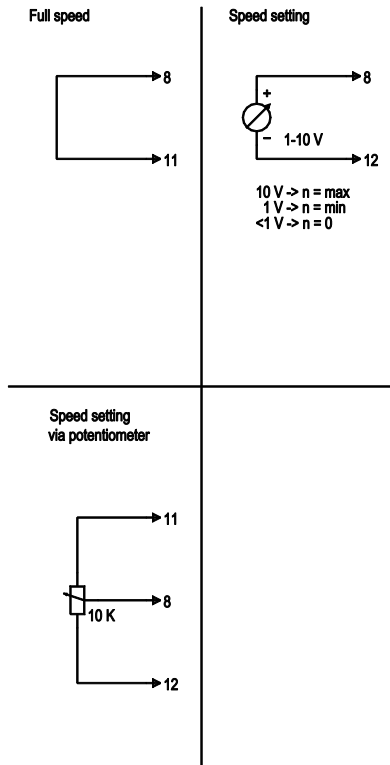 Full speed
8
11
Speed setting
8
+
−
1-10 V
12
10 V -> n = max
1 V -> n = min
<1 V -> n = 0
Speed setting
via potentiometer
11
8
10 K
12